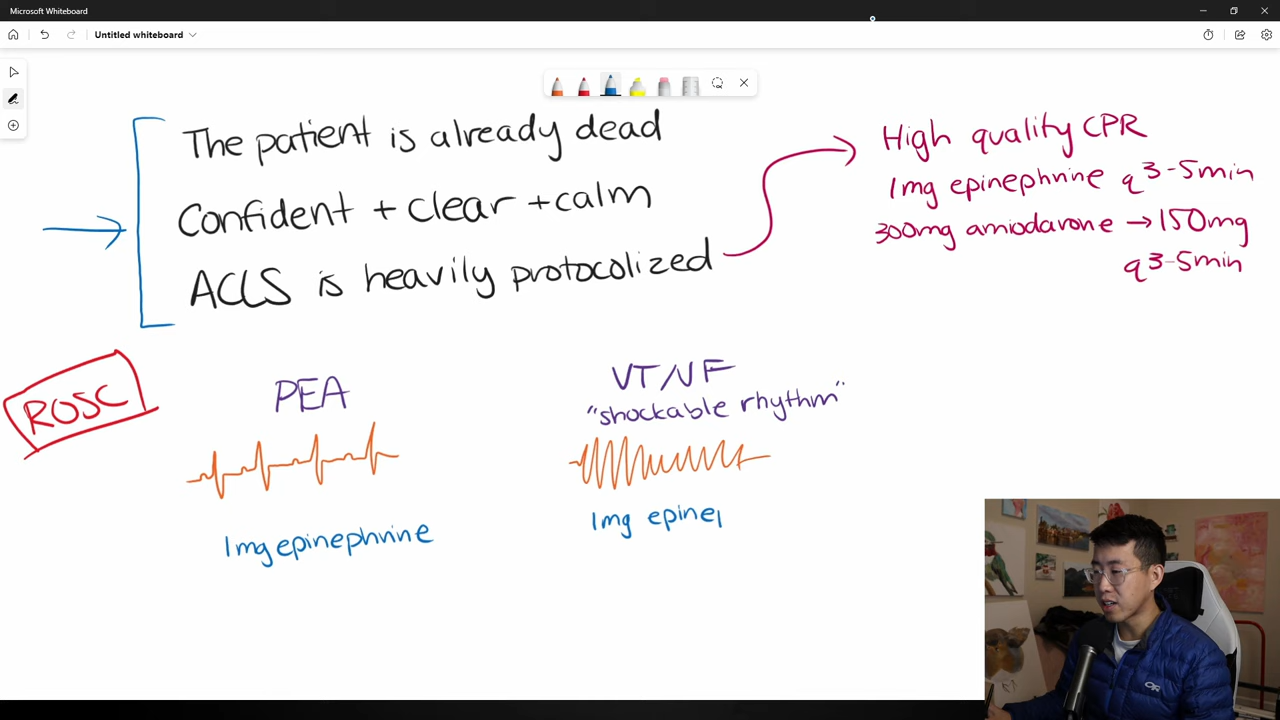 Microsoft Whiteboard
Untitled whiteboard
The patient is already dead
Confident + clear + calm
ACLS is heavily protocolized
High quality CPR
1mg epinephrine q3-5min
300mg amiodarone → 150mg
q3-5min
ROSC
PEA
VT/VF
"shockable rhythm"
1mg epinephrine
1mg epine